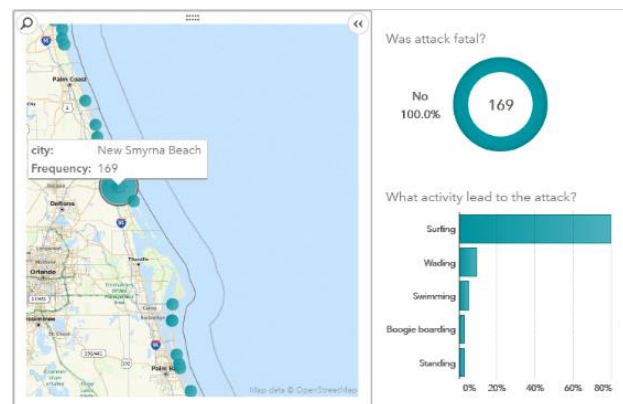 Palm Coast
city: New Smyrna Beach
Frequency: 169
Deltona
Orlando
Titusville
Palm B
Map data © OpenStreetMap
Was attack fatal?
No
100.0%
169
What activity lead to the attack?
Surfing
Wading
Swimming
Boogie boarding
Standing
0% 20% 40% 60% 80%